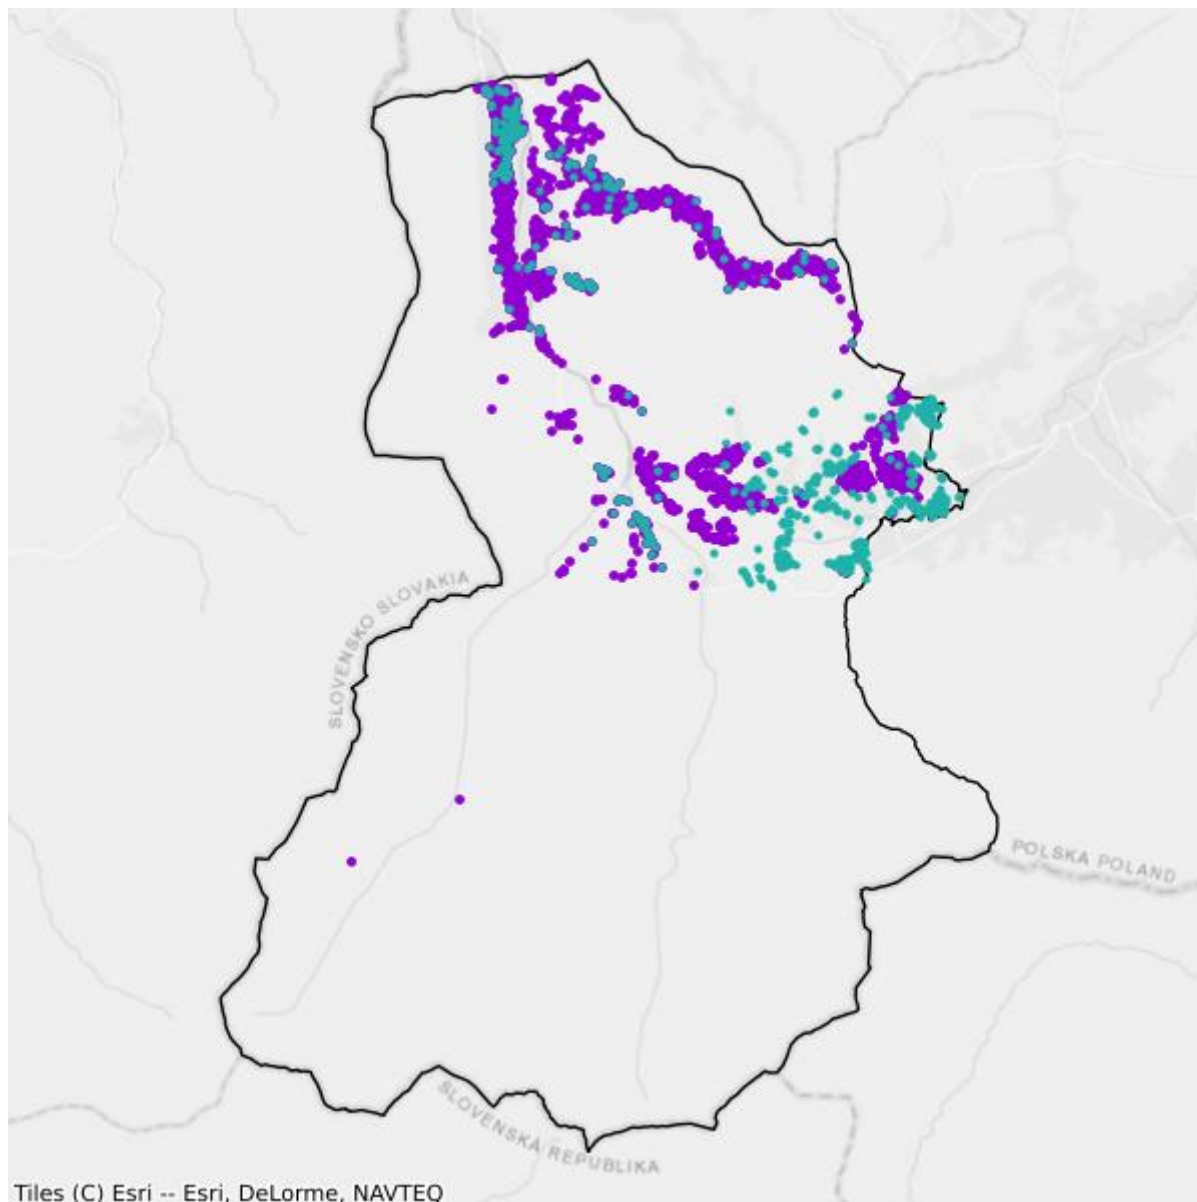 SLOVENSKO SLOVAKIA
POLSKA POLAND
SLOVENSKÁ REPUBLIKA
Tiles (C) Esri -- Esri, DeLorme, NAVTEQ